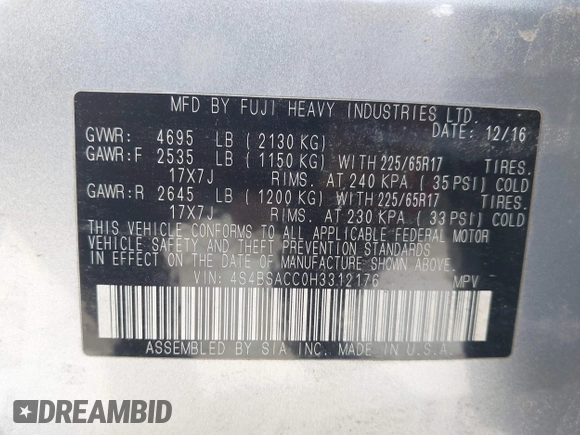 MFD BY FUJI HEAVY INDUSTRIES LTD.
DATE: 12/16
GVWR: 4695 LB ( 2130 KG)
GAWR:F 2535 LB ( 1150 KG) WITH 225/65R17 TIRES.
17X7J RIMS. AT 240 KPA ( 35 PSI) COLD
GAWR:R 2645 LB ( 1200 KG) WITH 225/65R17 TIRES.
17X7J RIMS. AT 230 KPA ( 33 PSI) COLD
THIS VEHICLE CONFORMS TO ALL APPLICABLE FEDERAL MOTOR
VEHICLE SAFETY AND THEFT PREVENTION STANDARDS
IN EFFECT ON THE DATE OF MANUFACTURE SHOWN ABOVE.
VIN: 4S4BSACC0H3312176 MPV
ASSEMBLED BY SIA INC. MADE IN U.S.A.
DREAMBID